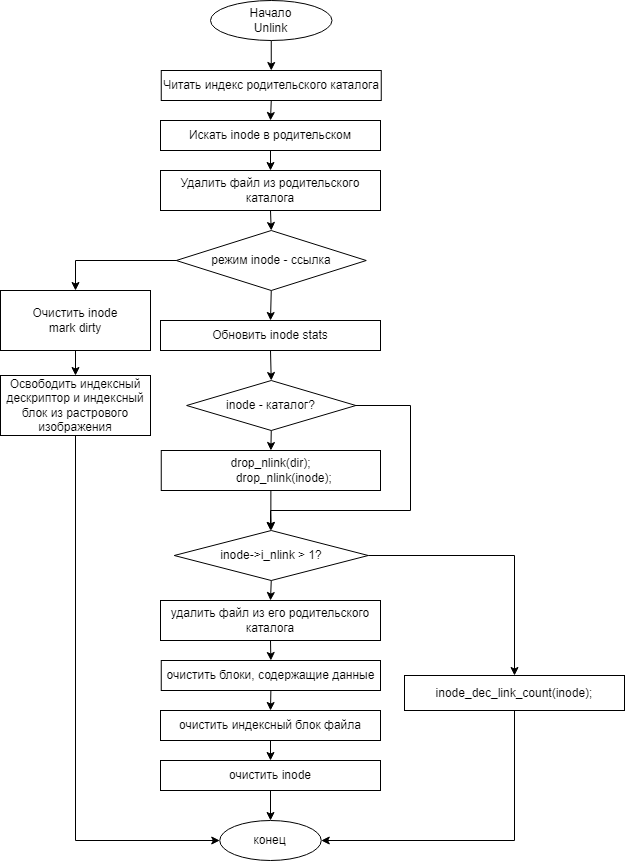 Начало
Unlink
Читать индекс родительского каталога
Искать inode в родительском
Удалить файл из родительского
каталога
режим inode - ссылка
Очистить inode
mark dirty
Обновить inode stats
Освободить индексный
дескриптор и индексный
блок из растрового
изображения
inode - каталог?
drop_nlink(dir);
drop_nlink(inode);
inode->i_nlink > 1?
удалить файл из его родительского
каталога
очистить блоки, содержащие данные
inode_dec_link_count(inode);
очистить индексный блок файла
очистить inode
конец